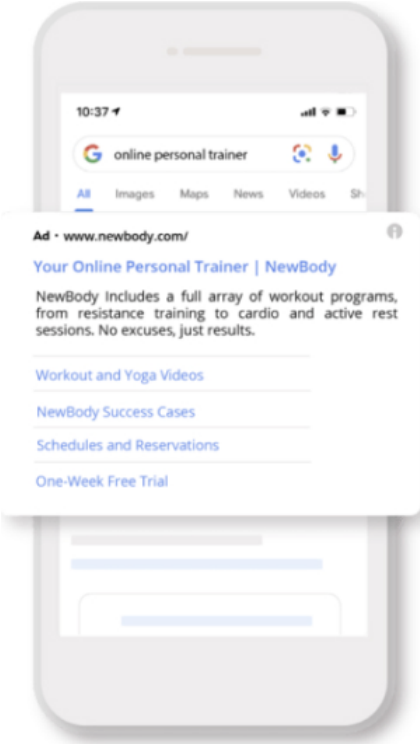 10:37
online personal trainer
All Images Maps News Videos Sh
Ad · www.newbody.com/
Your Online Personal Trainer | NewBody
NewBody Includes a full array of workout programs,
from resistance training to cardio and active rest
sessions. No excuses, just results.
Workout and Yoga Videos
NewBody Success Cases
Schedules and Reservations
One-Week Free Trial